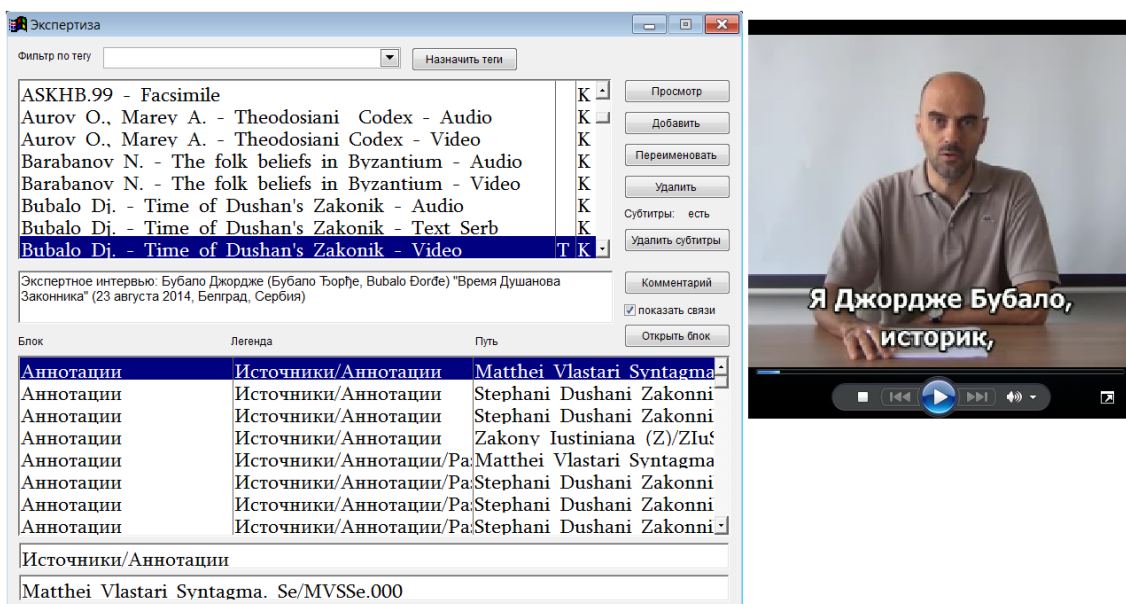 Экспертиза
Фильтр по тегу
Назначить теги
ASKHB.99 - Facsimile K
Aurov O., Marey A. - Theodosiani Codex - Audio K
Aurov O., Marey A. - Theodosiani Codex - Video K
Barabanov N. - The folk beliefs in Byzantium - Audio K
Barabanov N. - The folk beliefs in Byzantium - Video K
Bubalo Dj. - Time of Dushan's Zakonik - Audio K
Bubalo Dj. - Time of Dushan's Zakonik - Text Serb K
Bubalo Dj. - Time of Dushan's Zakonik - Video T K
Просмотр
Добавить
Переименовать
Удалить
Субтитры: есть
Удалить субтитры
Экспертное интервью: Бубало Джордже (Бубало Ђорђе, Bubalo Đorđe) "Время Душанова
Законника" (23 августа 2014, Белград, Сербия)
Комментарий
показать связи
Открыть блок
Блок Легенда Путь
Аннотации Источники/Аннотации Matthei Vlastari Syntagma
Аннотации Источники/Аннотации Stephani Dushani Zakonni
Аннотации Источники/Аннотации Stephani Dushani Zakonni
Аннотации Источники/Аннотации Zakony Iustiniana (Z)/ZIuS
Аннотации Источники/Аннотации/Ра Matthei Vlastari Syntagma
Аннотации Источники/Аннотации/Ра Stephani Dushani Zakonni
Аннотации Источники/Аннотации/Ра Stephani Dushani Zakonni
Аннотации Источники/Аннотации/Ра Stephani Dushani Zakonni
Источники/Аннотации
Matthei Vlastari Syntagma. Se/MVSSe.000
Я Джордже Бубало,
историк,